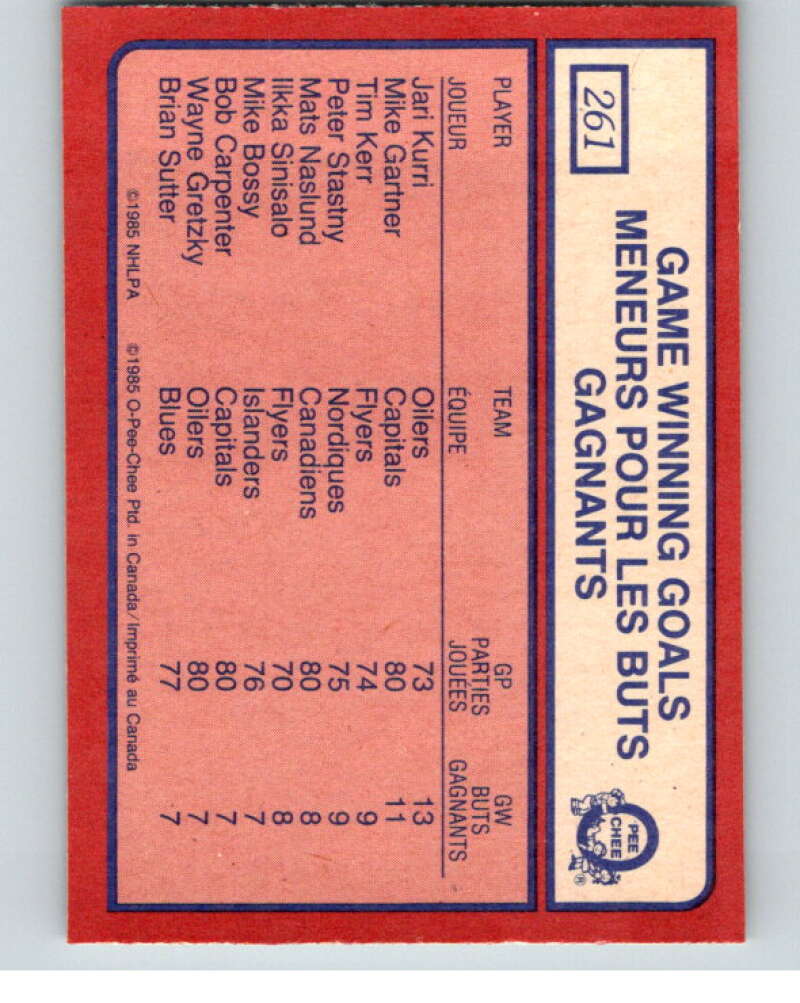 261
GAME WINNING GOALS
MENEURS POUR LES BUTS
GAGNANTS
O
PEE
CHEE
®
PLAYER TEAM GP GW
JOUEUR ÉQUIPE PARTIES JOUÉES BUTS GAGNANTS
Jari Kurri Oilers 73 13
Mike Gartner Capitals 80 11
Tim Kerr Flyers 74 9
Peter Stastny Nordiques 75 9
Mats Naslund Canadiens 80 8
Ilkka Sinisalo Flyers 70 8
Mike Bossy Islanders 76 7
Bob Carpenter Capitals 80 7
Wayne Gretzky Oilers 80 7
Brian Sutter Blues 77 7
©1985 NHLPA ©1985 O-Pee-Chee Ptd. in Canada/Imprimé au Canada